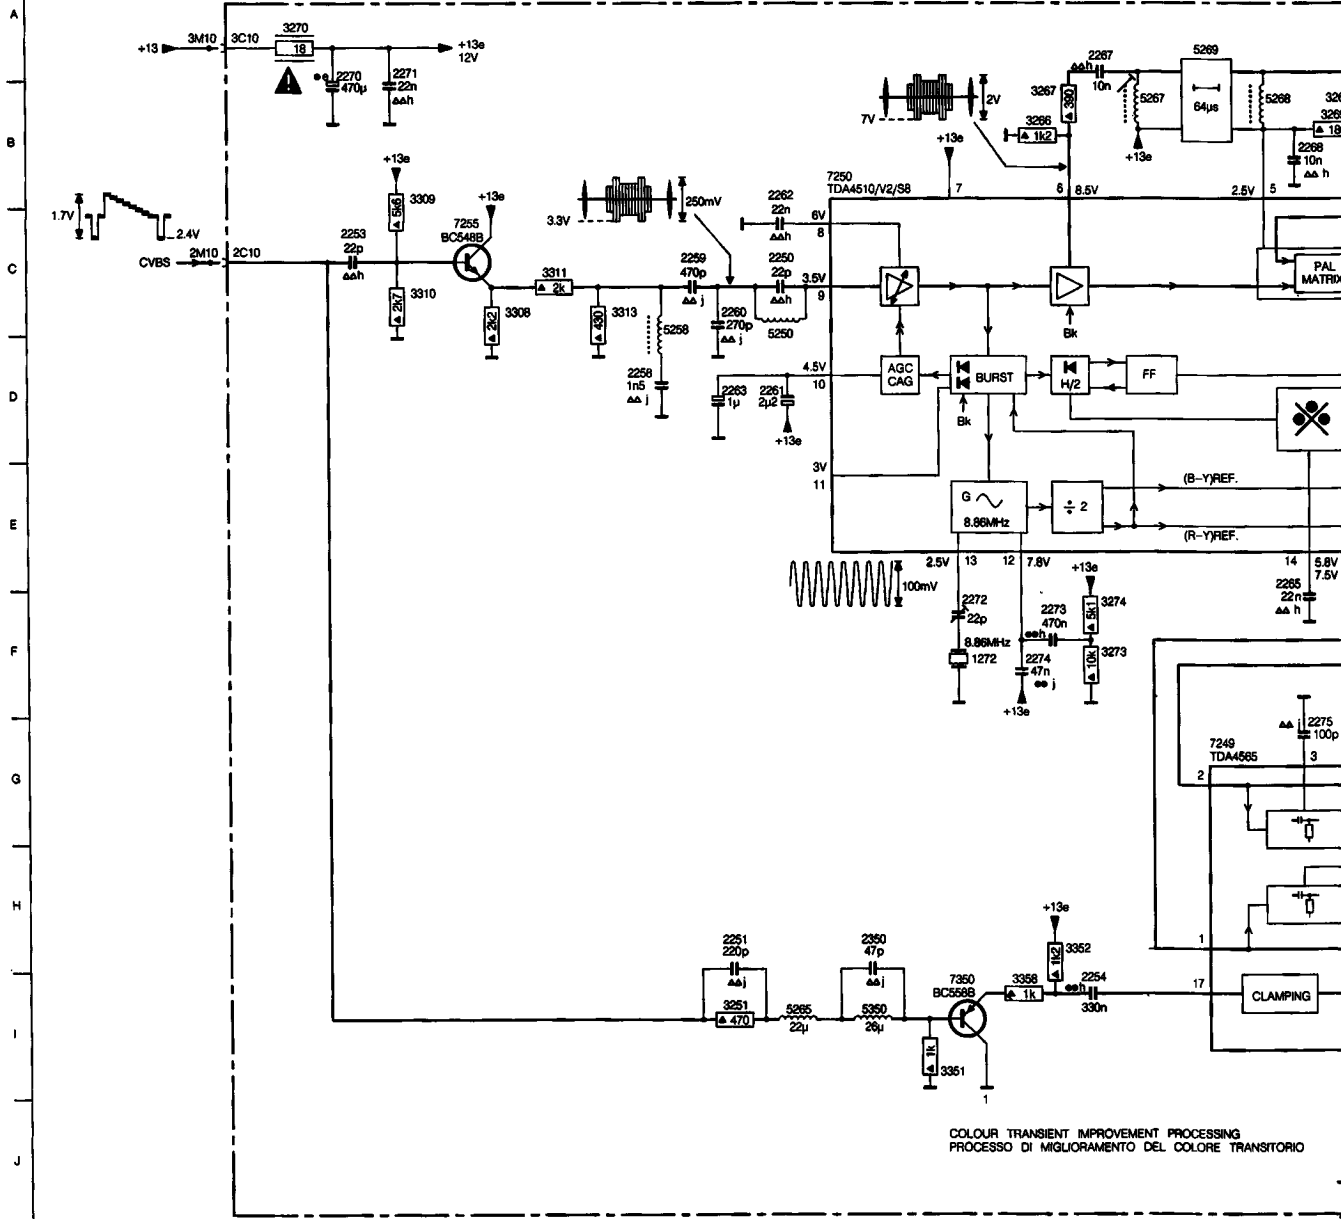 A
B
C
D
E
F
G
H
I
J
+13
3M10
3C10
3270
18
+13e
12V
2270
470µ
2271
22n
h
1.7V
2.4V
CVBS
2M10
2C10
2253
22p
h
+13e
5k6
3309
2k7
3310
7255
BC548B
+13e
2k2
3308
3311
2k
430
3313
3.3V
250mV
5258
2258
1n5
j
2259
470p
j
2260
270p
j
2262
22n
h
2250
22p
h
5250
2263
1µ
2261
2µ2
+13e
7V
2V
+13e
3266
1k2
3267
390
h
2267
10n
5267
+13e
5269
64µs
5268
2268
10n
h
18
7250
TDA4510/V2/S8
7
6
8.5V
2.5V
5
6V
8
3.5V
9
4.5V
10
3V
11
AGC
CAG
BURST
Bk
Bk
H/2
FF
PAL
MATRIX
G
8.86MHz
÷ 2
(B-Y)REF.
(R-Y)REF.
2.5V
13
12
7.8V
14
5.8V
7.5V
100mV
2272
22p
8.86MHz
1272
2273
470n
h
2274
47n
j
+13e
+13e
5k1
3274
10k
3273
2265
22n
h
j
2275
100p
7249
TDA4565
3
2
1
17
CLAMPING
2251
220p
j
3251
470
5265
22µ
2350
47p
j
5350
26µ
1k
3351
7350
BC558B
1
3358
1k
+13e
1k2
3352
h
2254
330n
COLOUR TRANSIENT IMPROVEMENT PROCESSING
PROCESSO DI MIGLIORAMENTO DEL COLORE TRANSITORIO